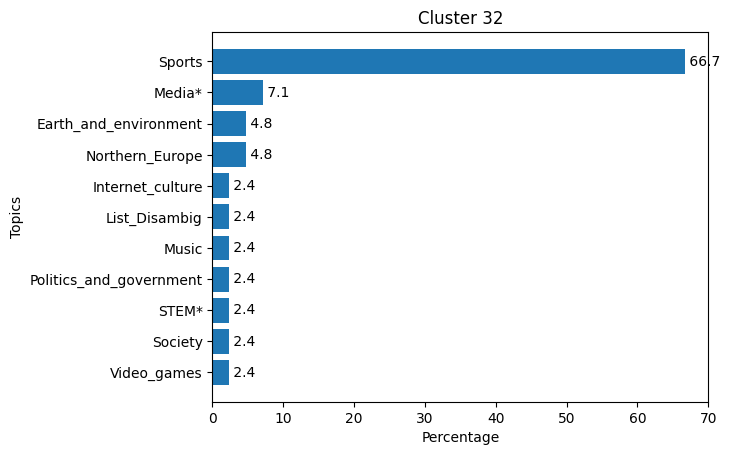 Cluster 32
Topics
Sports 66.7
Media* 7.1
Earth_and_environment 4.8
Northern_Europe 4.8
Internet_culture 2.4
List_Disambig 2.4
Music 2.4
Politics_and_government 2.4
STEM* 2.4
Society 2.4
Video_games 2.4
0 10 20 30 40 50 60 70
Percentage